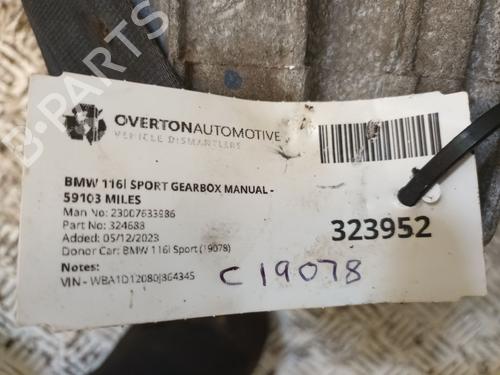 OVERTONAUTOMOTIVE
VEHICLE DISMANTLERS
BMW 116I SPORT GEARBOX MANUAL -
59103 MILES
Man No: 23007633986
Part No: 324688
Added: 05/12/2023
Donor Car: BMW 116I Sport (19078)
Notes:
VIN - WBA1D12080J364345
323952
C19078
B-PARTS